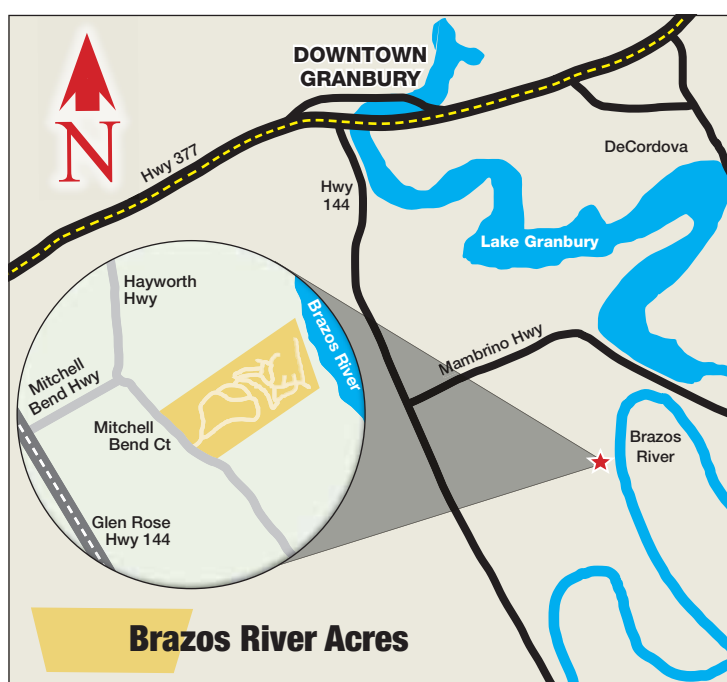 DOWNTOWN
GRANBURY
N
Hwy 377
Hwy
144
DeCordova
Lake Granbury
Hayworth
Hwy
Brazos River
Mitchell
Bend Hwy
Mambrino Hwy
Mitchell
Bend Ct
Brazos
River
Glen Rose
Hwy 144
Brazos River Acres